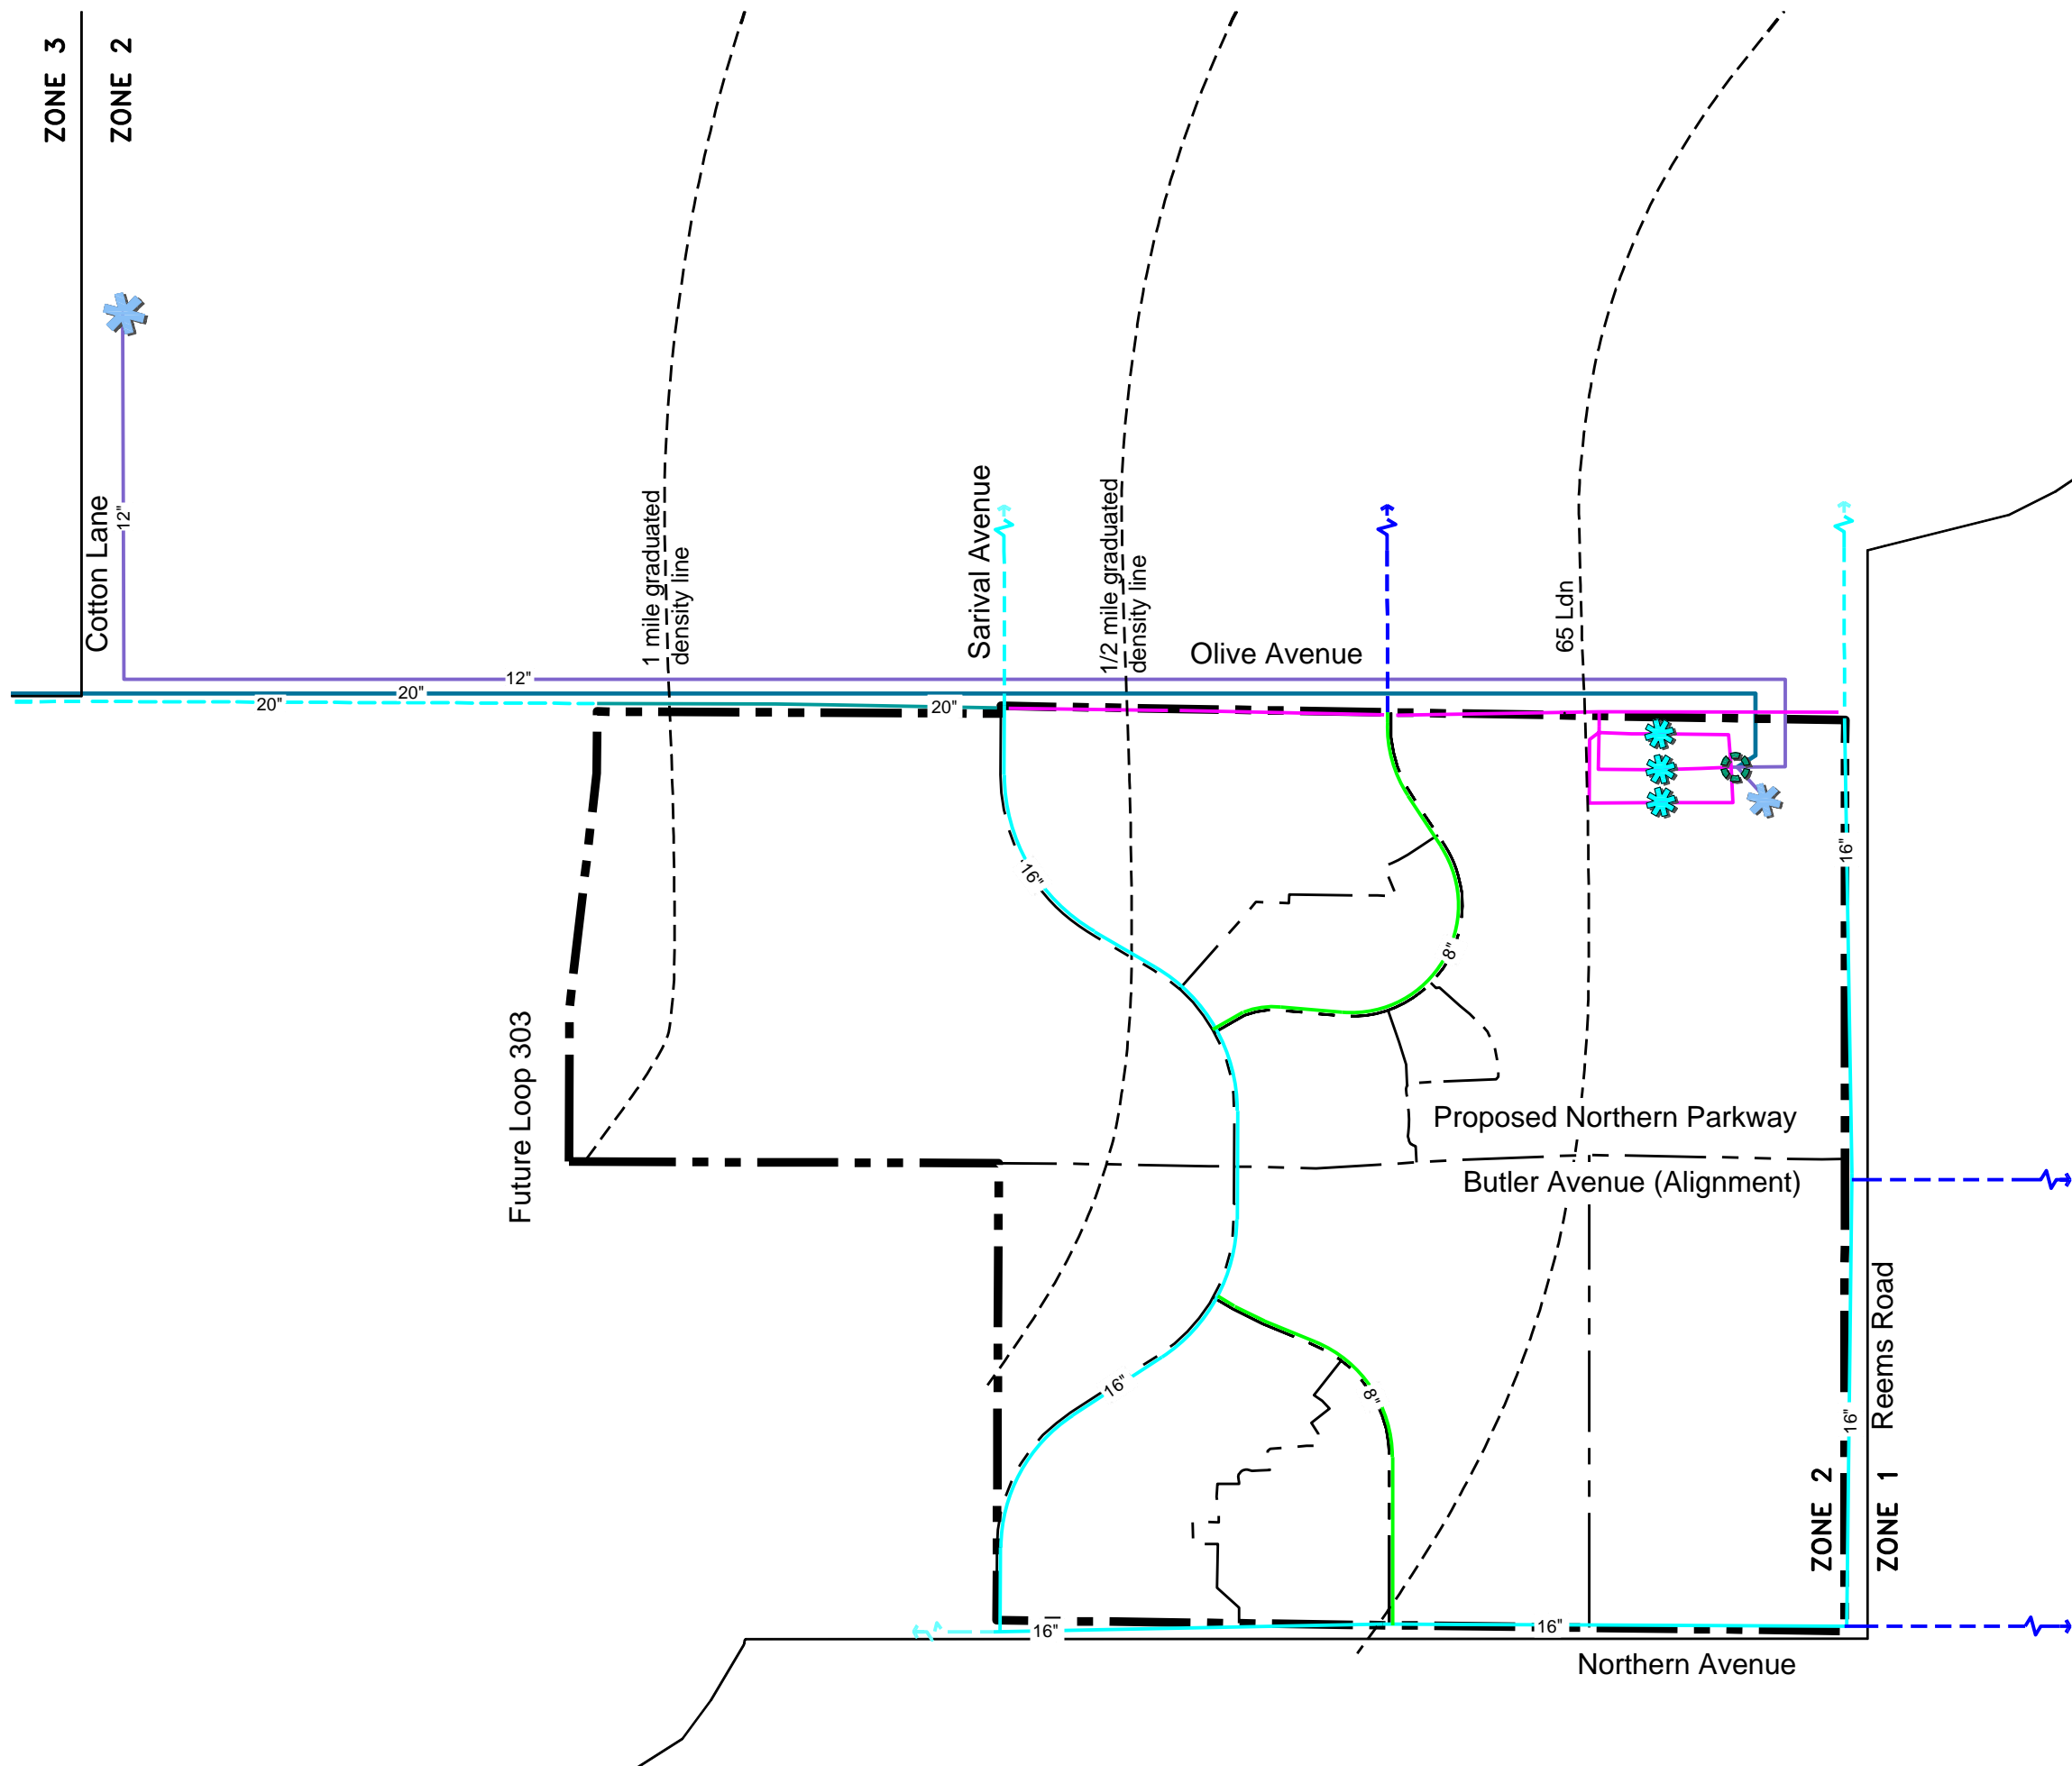 ZONE 3
ZONE 2
Cotton Lane
12"
1 mile graduated
density line
Sarival Avenue
1/2 mile graduated
density line
Olive Avenue
65 Ldn
12"
20"
20"
20"
16"
16"
8"
Future Loop 303
Proposed Northern Parkway
Butler Avenue (Alignment)
Reems Road
16"
8"
16"
ZONE 2
ZONE 1
16"
16"
Northern Avenue